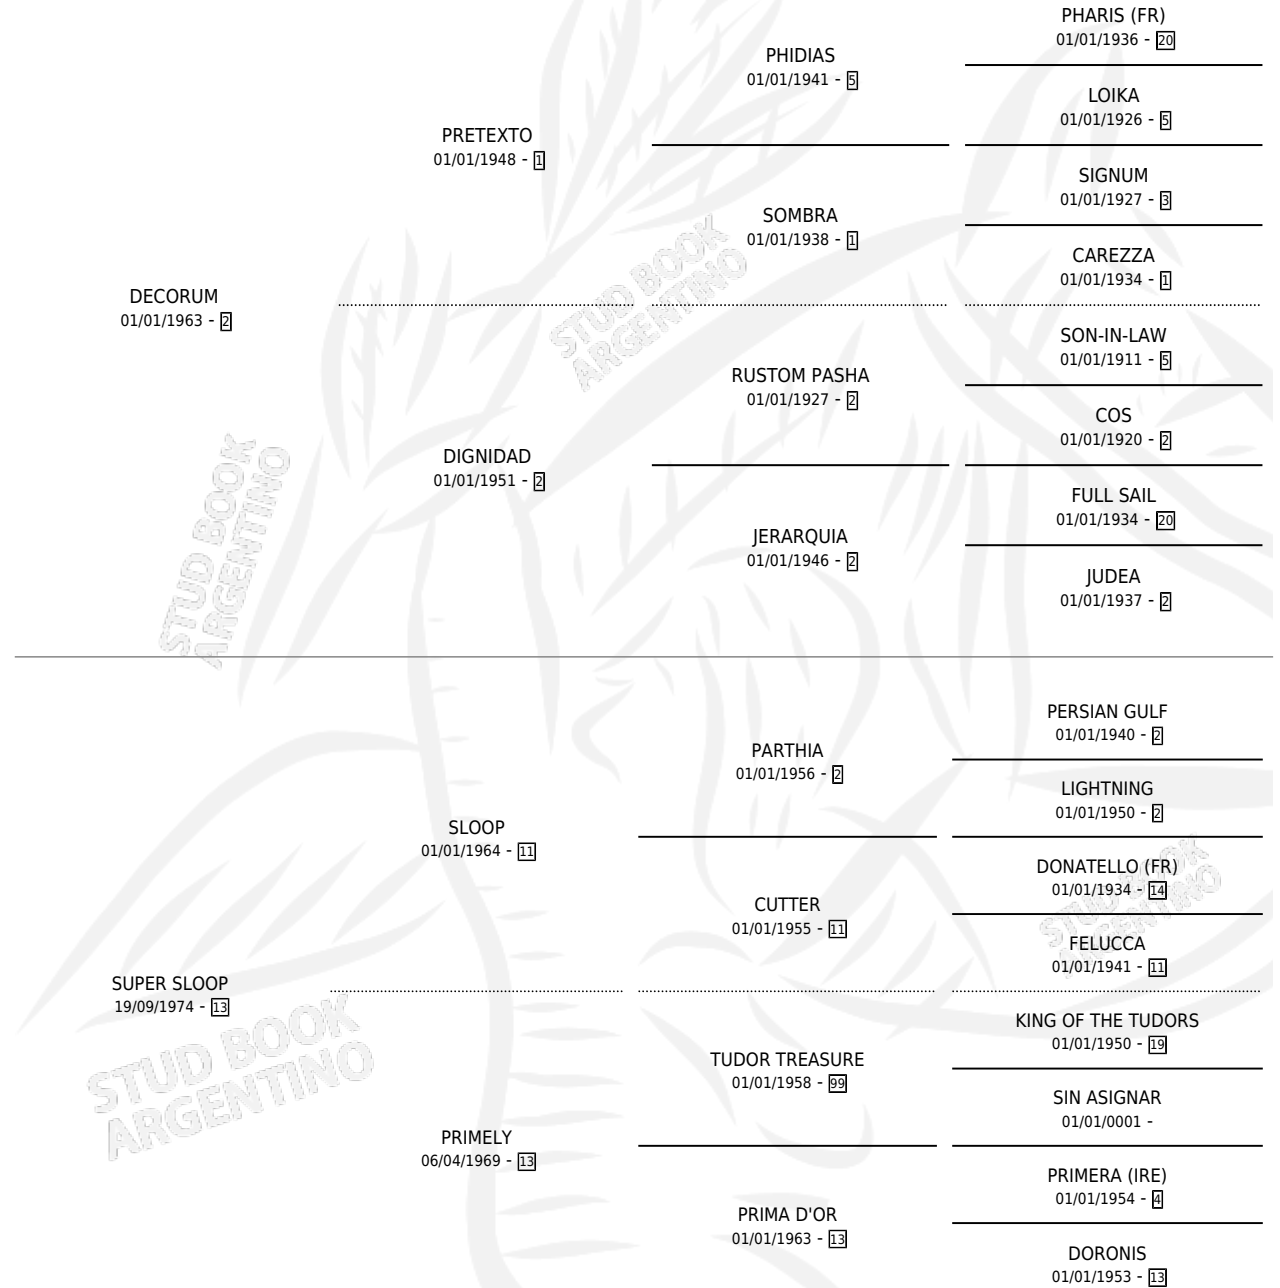 PHARIS (FR)
01/01/1936 - 20
PHIDIAS
01/01/1941 - 5
LOIKA
01/01/1926 - 5
PRETEXTO
01/01/1948 - 1
SIGNUM
01/01/1927 - 3
SOMBRA
01/01/1938 - 1
CAREZZA
01/01/1934 - 1
DECORUM
01/01/1963 - 2
SON-IN-LAW
01/01/1911 - 5
RUSTOM PASHA
01/01/1927 - 2
COS
01/01/1920 - 2
DIGNIDAD
01/01/1951 - 2
FULL SAIL
01/01/1934 - 20
JERARQUIA
01/01/1946 - 2
JUDEA
01/01/1937 - 2
PERSIAN GULF
01/01/1940 - 2
PARTHIA
01/01/1956 - 2
LIGHTNING
01/01/1950 - 2
SLOOP
01/01/1964 - 11
DONATELLO (FR)
01/01/1934 - 14
CUTTER
01/01/1955 - 11
FELUCCA
01/01/1941 - 11
SUPER SLOOP
19/09/1974 - 13
KING OF THE TUDORS
01/01/1950 - 19
TUDOR TREASURE
01/01/1958 - 99
SIN ASIGNAR
01/01/0001 -
PRIMELY
06/04/1969 - 13
PRIMERA (IRE)
01/01/1954 - 4
PRIMA D'OR
01/01/1963 - 13
DORONIS
01/01/1953 - 13
STUD BOOK
ARGENTINO
STUD BOOK
ARGENTINO
STUD BOOK
ARGENTINO
STUD BOOK
ARGENTINO